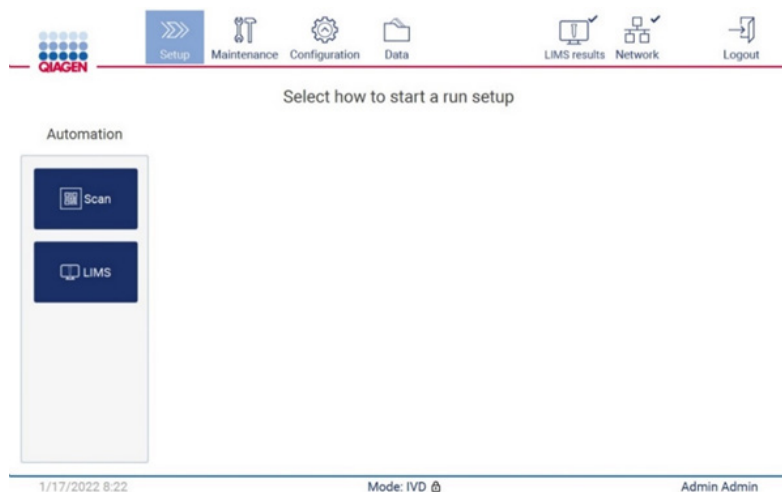 QIAGEN
Setup
Maintenance
Configuration
Data
LIMS results
Network
Logout
Select how to start a run setup
Automation
Scan
LIMS
1/17/2022 8:22
Mode: IVD
Admin Admin